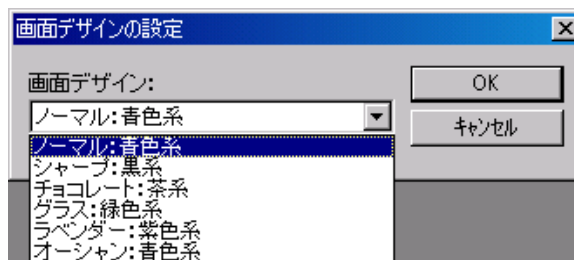 画面デザインの設定
画面デザイン:
ノーマル:青色系
OK
キャンセル
ノーマル:青色系
シャープ:黒系
チョコレート:茶系
グラス:緑色系
ラベンダー:紫色系
オーシャン:青色系